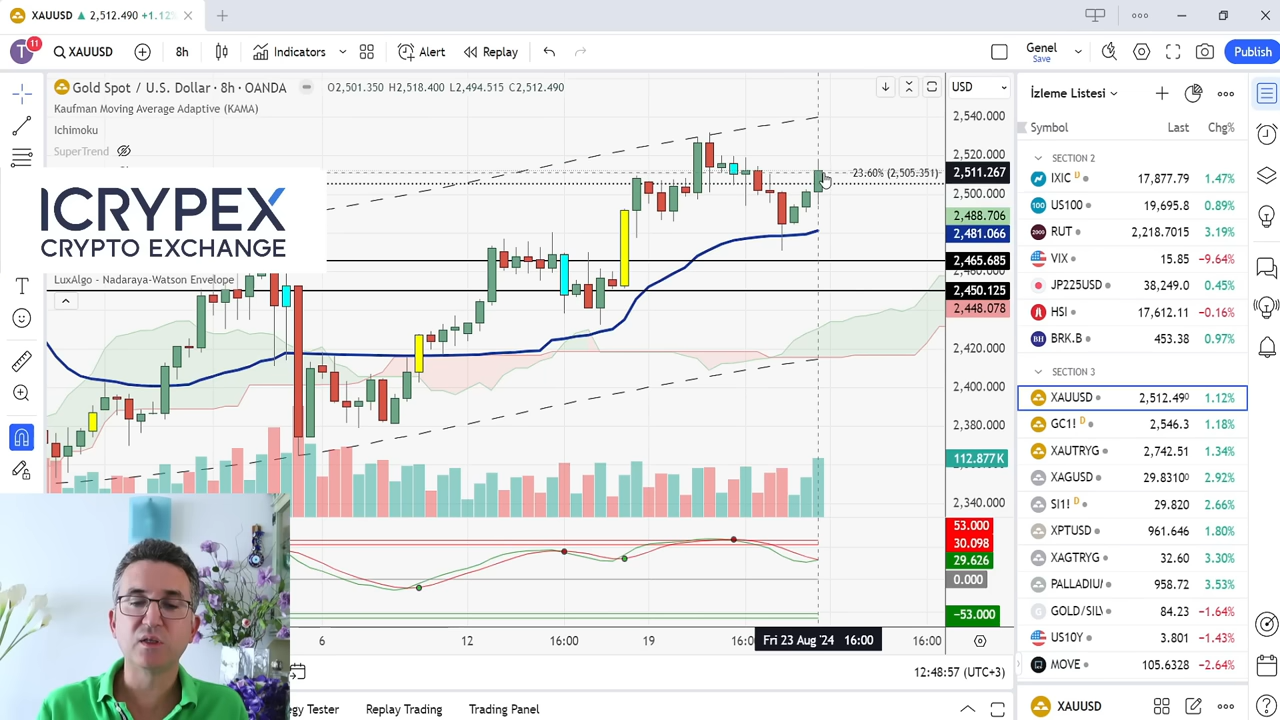 XAUUSD ▲ 2,512.490 +1.12%
11
T
XAUUSD
8h
Indicators
Alert
Replay
Genel
Save
Publish
Gold Spot / U.S. Dollar · 8h · OANDA
O2,501.350 H2,518.400 L2,494.515 C2,512.490
Kaufman Moving Average Adaptive (KAMA)
Ichimoku
SuperTrend
ICRYPEX
CRYPTO EXCHANGE
LuxAlgo - Nadaraya-Watson Envelope
23.60% (2,505.351)
USD
2,540.000
2,520.000
2,511.267
2,500.000
2,488.706
2,481.066
2,465.685
2,460.000
2,450.125
2,448.078
2,420.000
2,400.000
2,380.000
112.877K
2,340.000
53.000
30.098
29.626
0.000
−53.000
6
12
16:00
19
16:00
Fri 23 Aug '24 16:00
16:00
12:48:57 (UTC+3)
Replay Trading
Trading Panel
İzleme Listesi
Symbol Last Chg%
SECTION 2
IXIC D 17,877.79 1.47%
100 US100 19,695.8 0.89%
2000 RUT 2,218.7015 3.19%
VIX 15.85 −9.64%
JP225USD 38,249.0 0.45%
HSI 17,612.11 −0.16%
BH BRK.B 453.38 0.97%
SECTION 3
XAUUSD 2,512.490 1.12%
GC1! D 2,546.3 1.18%
XAUTRYG 2,742.51 1.34%
XAGUSD 29.8310 2.92%
SI1! D 29.820 2.66%
XPTUSD 961.646 1.80%
XAGTRYG 32.60 3.30%
PALLADIU 958.72 3.53%
G GOLD/SIL 84.23 −1.64%
US10Y 3.801 −1.43%
MOVE 105.6328 −2.64%
XAUUSD